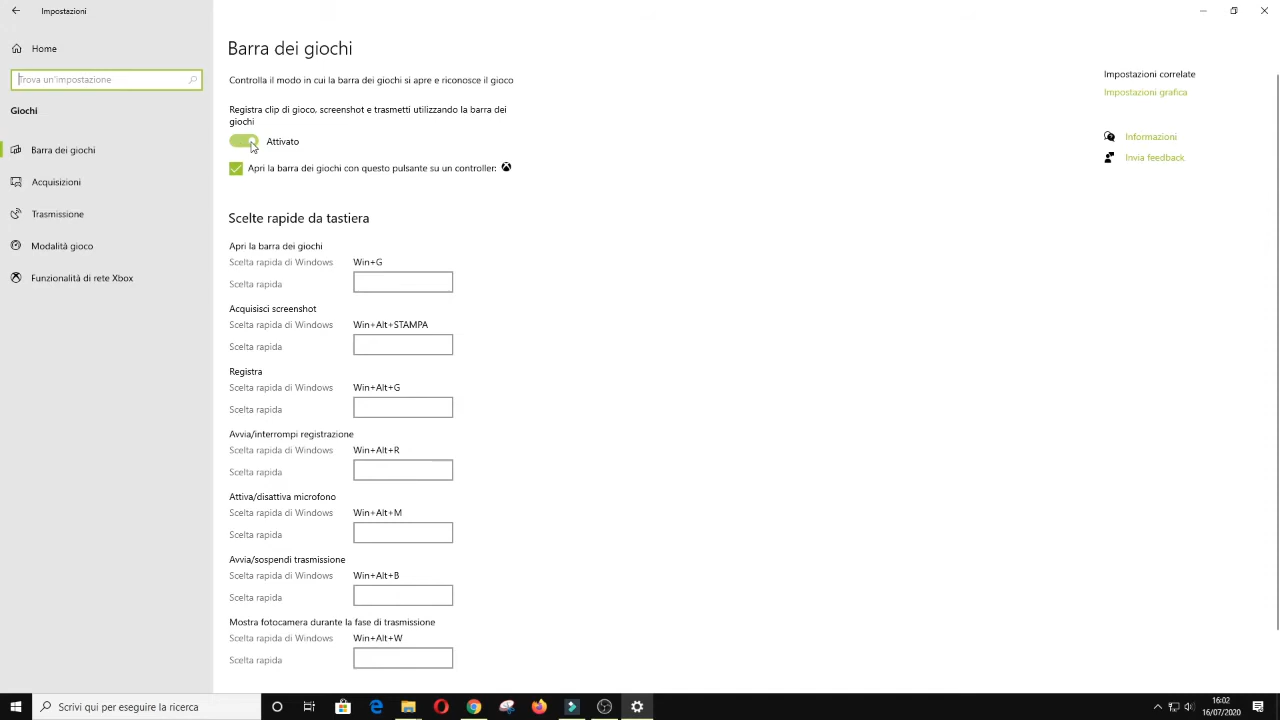 Impostazioni
Home
Trova un'impostazione
Giochi
Barra dei giochi
Acquisizioni
Trasmissione
Modalità gioco
Funzionalità di rete Xbox
Barra dei giochi
Controlla il modo in cui la barra dei giochi si apre e riconosce il gioco
Registra clip di gioco, screenshot e trasmetti utilizzando la barra dei
giochi
Attivato
Apri la barra dei giochi con questo pulsante su un controller:
Scelte rapide da tastiera
Apri la barra dei giochi
Scelta rapida di Windows Win+G
Scelta rapida
Acquisisci screenshot
Scelta rapida di Windows Win+Alt+STAMPA
Scelta rapida
Registra
Scelta rapida di Windows Win+Alt+G
Scelta rapida
Avvia/interrompi registrazione
Scelta rapida di Windows Win+Alt+R
Scelta rapida
Attiva/disattiva microfono
Scelta rapida di Windows Win+Alt+M
Scelta rapida
Avvia/sospendi trasmissione
Scelta rapida di Windows Win+Alt+B
Scelta rapida
Mostra fotocamera durante la fase di trasmissione
Scelta rapida di Windows Win+Alt+W
Scelta rapida
Impostazioni correlate
Impostazioni grafica
Informazioni
Invia feedback
Scrivi qui per eseguire la ricerca
16:02
16/07/2020